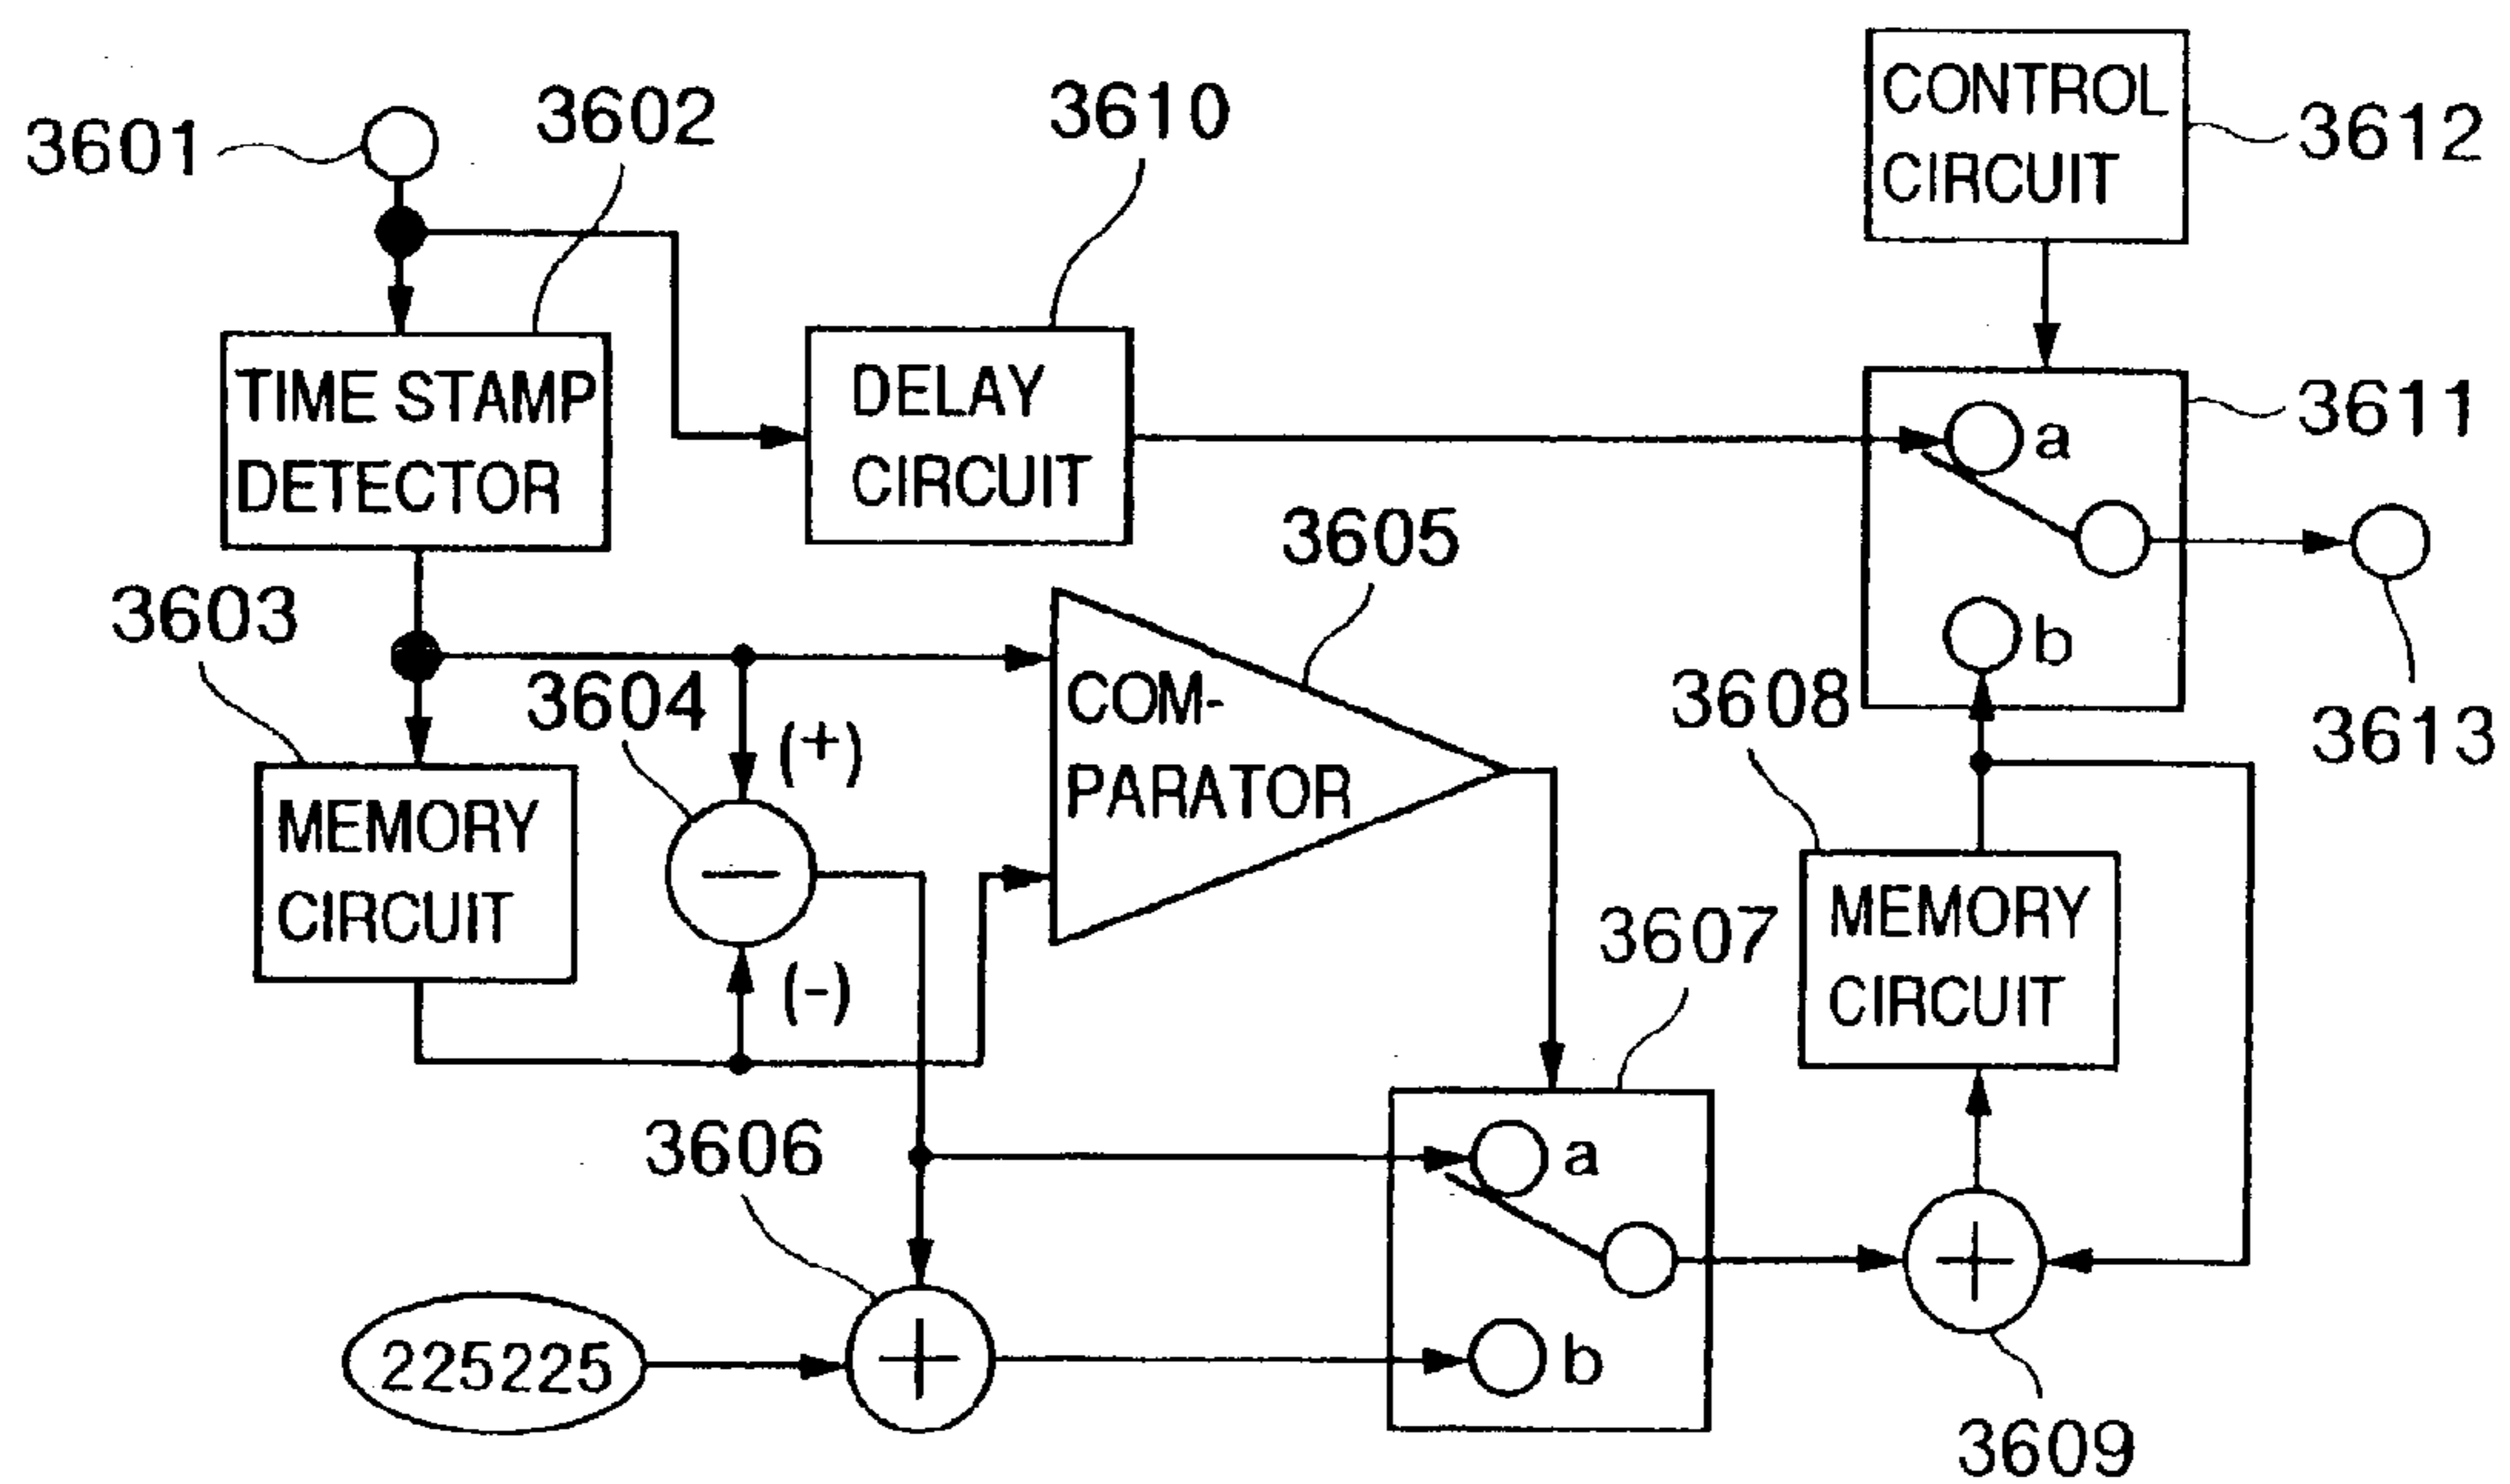 3601
3602
3610
CONTROL
CIRCUIT
3612
TIME STAMP
DETECTOR
DELAY
CIRCUIT
a
3611
3605
b
3603
3604
(+)
COM-
PARATOR
3608
3613
MEMORY
CIRCUIT
(-)
3607
MEMORY
CIRCUIT
3606
a
225225
b
3609